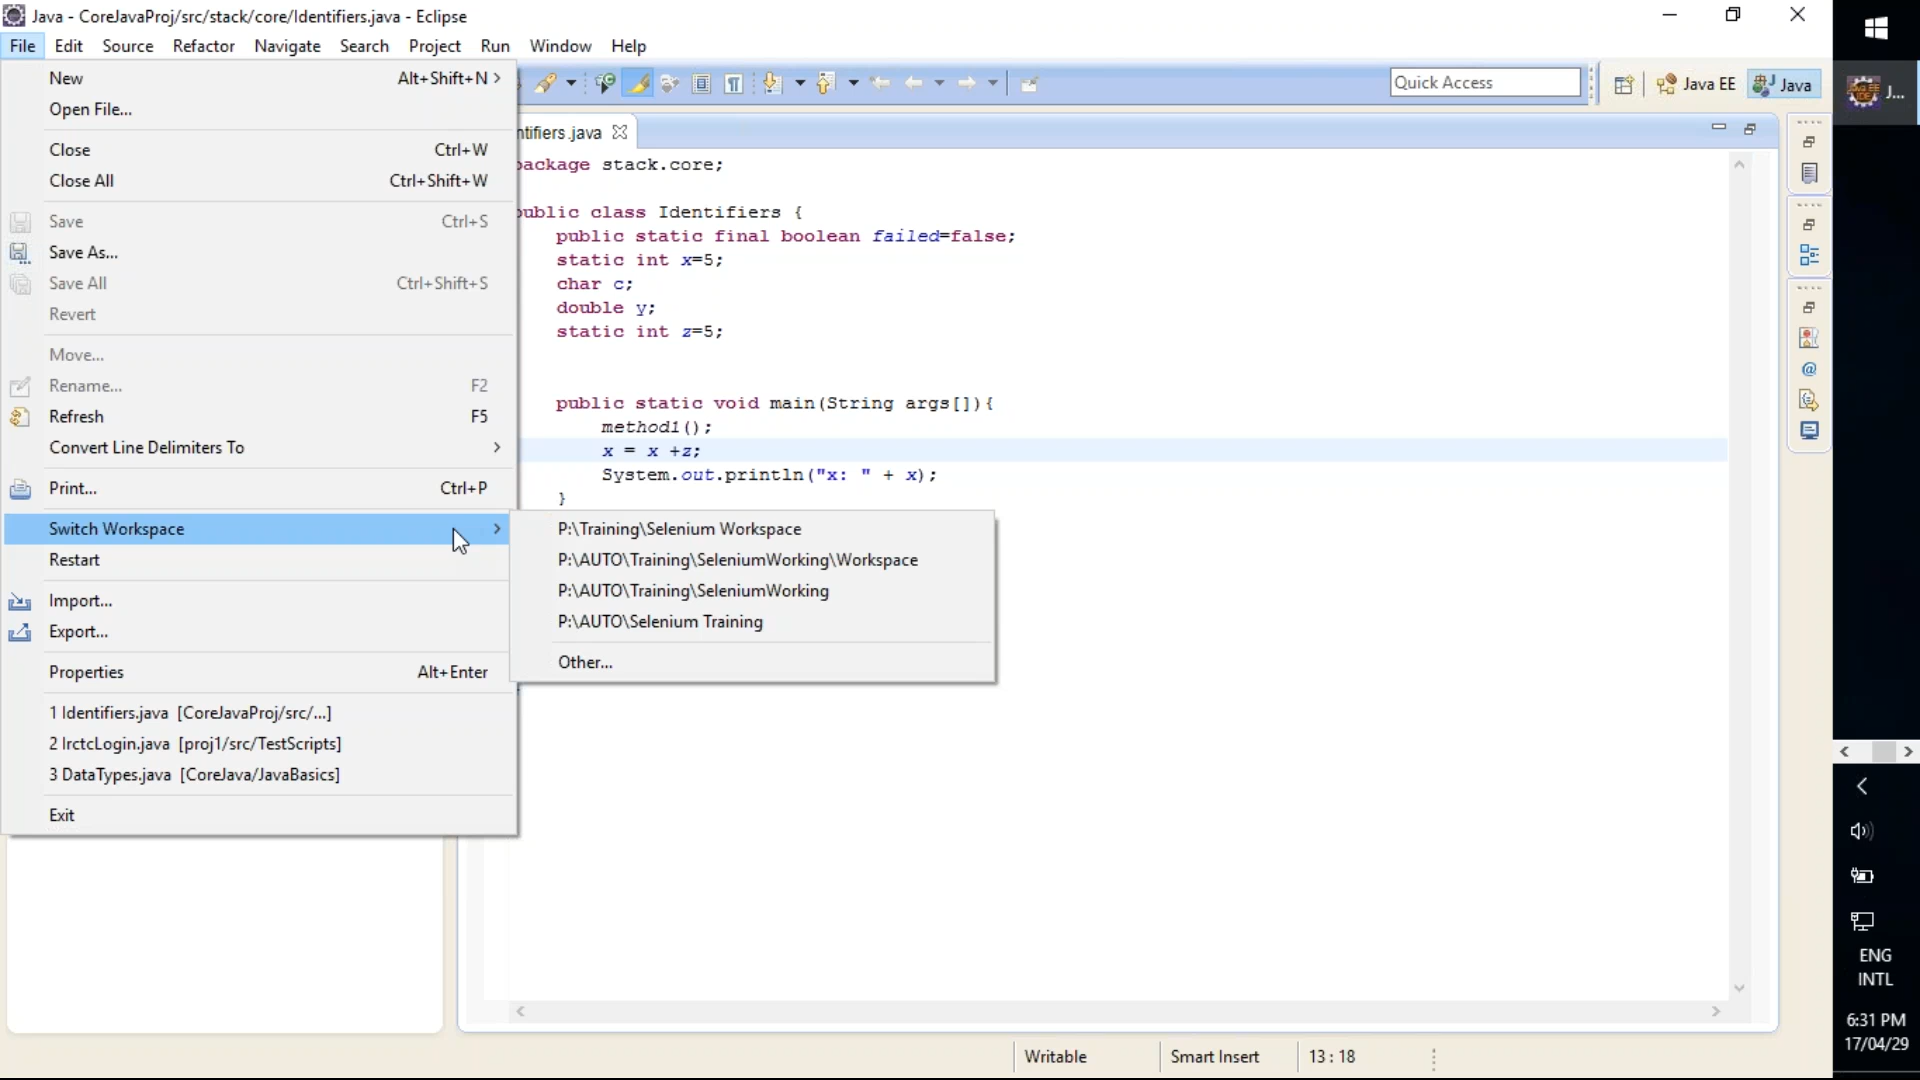 Java - CoreJavaProj/src/stack/core/Identifiers.java - Eclipse
File Edit Source Refactor Navigate Search Project Run Window Help
New Alt+Shift+N
Open File...
Close Ctrl+W
Close All Ctrl+Shift+W
Save Ctrl+S
Save As...
Save All Ctrl+Shift+S
Revert
Move...
Rename... F2
Refresh F5
Convert Line Delimiters To
Print... Ctrl+P
Switch Workspace
Restart
Import...
Export...
Properties Alt+Enter
1 Identifiers.java [CoreJavaProj/src/...]
2 IrctcLogin.java [proj1/src/TestScripts]
3 DataTypes.java [CoreJava/JavaBasics]
Exit
P:\Training\Selenium Workspace
P:\AUTO\Training\SeleniumWorking\Workspace
P:\AUTO\Training\SeleniumWorking
P:\AUTO\Selenium Training
Other...
Quick Access
Java EE
Java
ntifiers.java
package stack.core;
public class Identifiers {
public static final boolean failed=false;
static int x=5;
char c;
double y;
static int z=5;
public static void main(String args[]){
method1();
x = x +z;
System.out.println("x: " + x);
}
Writable
Smart Insert
13 : 18
J...
ENG
INTL
6:31 PM
17/04/29